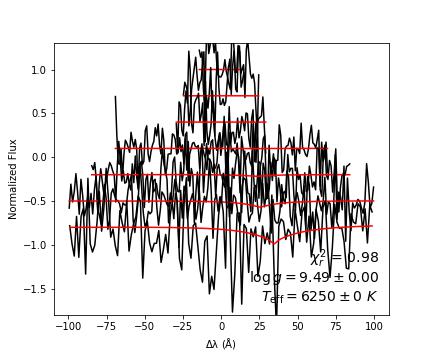 1.0
0.5
0.0
−0.5
−1.0
−1.5
Normalized Flux
χ²ᵣ = 0.98
log g = 9.49 ± 0.00
T_eff = 6250 ± 0 K
−100 −75 −50 −25 0 25 50 75 100
Δλ (Å)